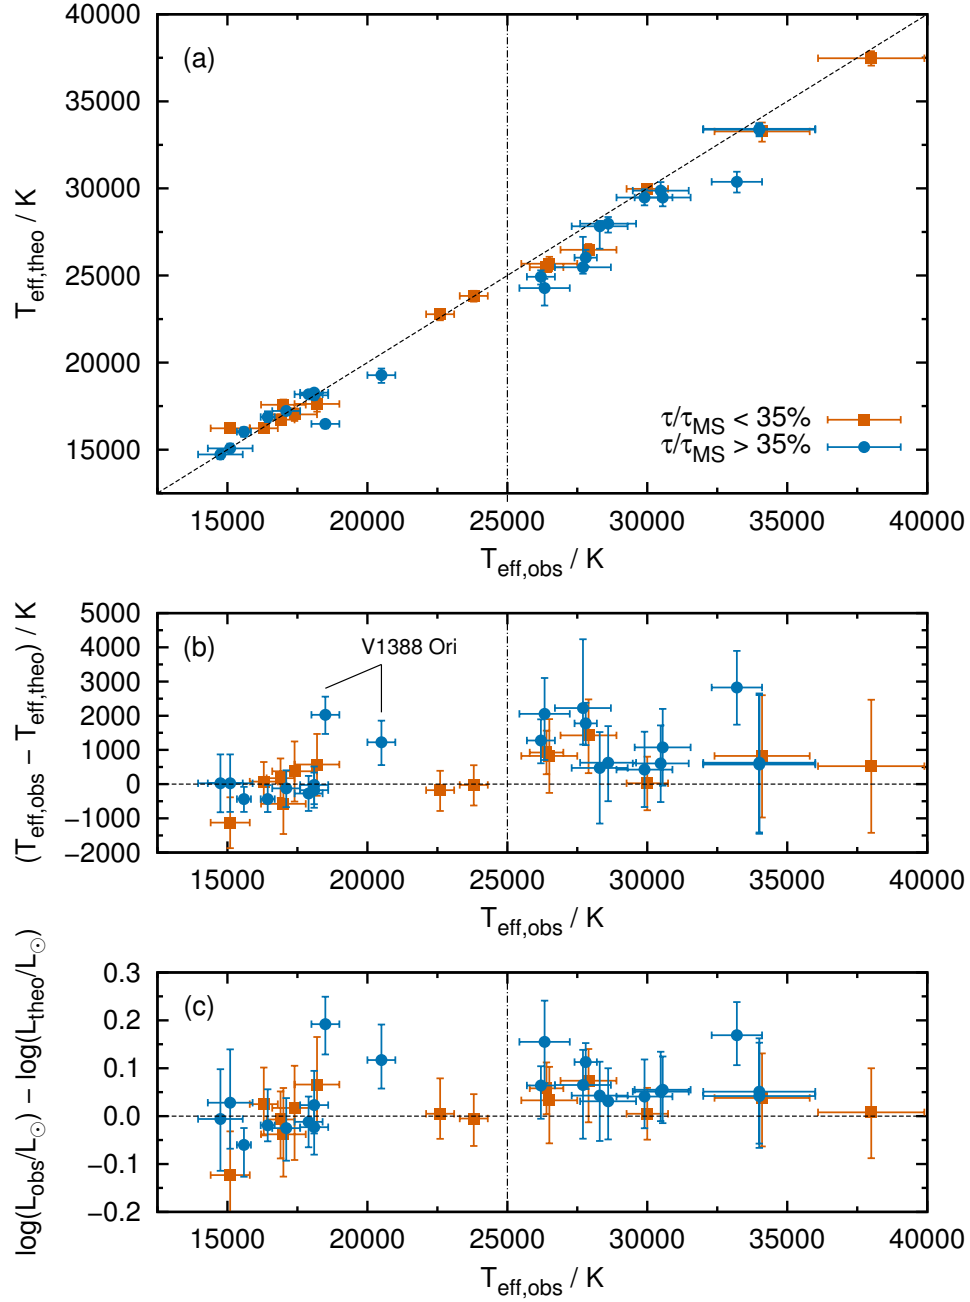 (a)
40000
35000
30000
25000
20000
15000
T_eff,theo / K
τ/τ_MS < 35%
τ/τ_MS > 35%
15000 20000 25000 30000 35000 40000
T_eff,obs / K
(b)
V1388 Ori
5000
4000
3000
2000
1000
0
−1000
−2000
(T_eff,obs − T_eff,theo) / K
15000 20000 25000 30000 35000 40000
T_eff,obs / K
(c)
0.3
0.2
0.1
0.0
−0.1
−0.2
log(L_obs/L_☉) − log(L_theo/L_☉)
15000 20000 25000 30000 35000 40000
T_eff,obs / K